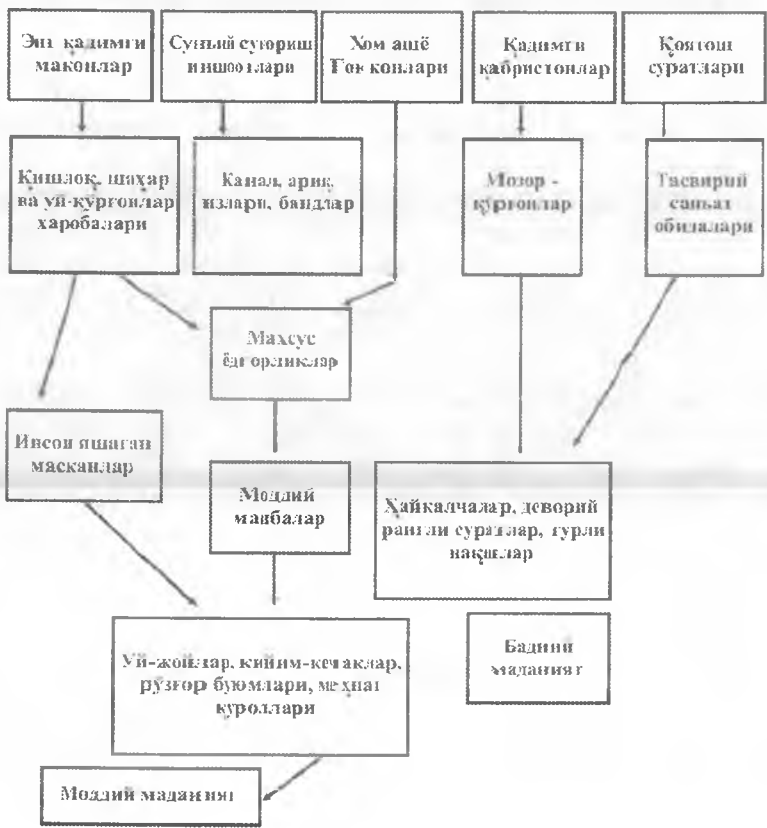 Энг қадимги
маконлар
Сунъий суғориш
иншоотлари
Хом ашё
Тоғ конлари
Қадимги
қабристонлар
Қоятош
суратлари
Қишлоқ, шаҳар
ва уй-қўрғонлар
харобалари
Канал, ариқ
излари, бандлар
Мозор -
қўрғонлар
Тасвирий
санъат
обидалари
Махсус
ёдгорликлар
Инсон яшаган
масканлар
Моддий
манбалар
Ҳайкалчалар, деворий
рангли суратлар, турли
нақшлар
Уй-жойлар, кийим-кечаклар,
рўзғор буюмлари, меҳнат
қуроллари
Бадиий
маданият
Моддий маданият